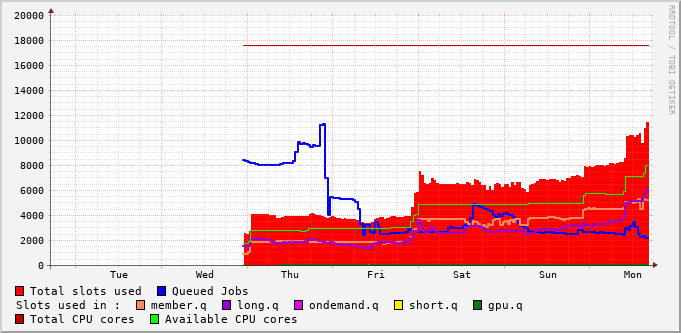 RRDTOOL / TOBI OETIKER
20000
18000
16000
14000
12000
10000
8000
6000
4000
2000
0
Tue Wed Thu Fri Sat Sun Mon
Total slots used Queued Jobs
Slots used in : member.q long.q ondemand.q short.q gpu.q
Total CPU cores Available CPU cores